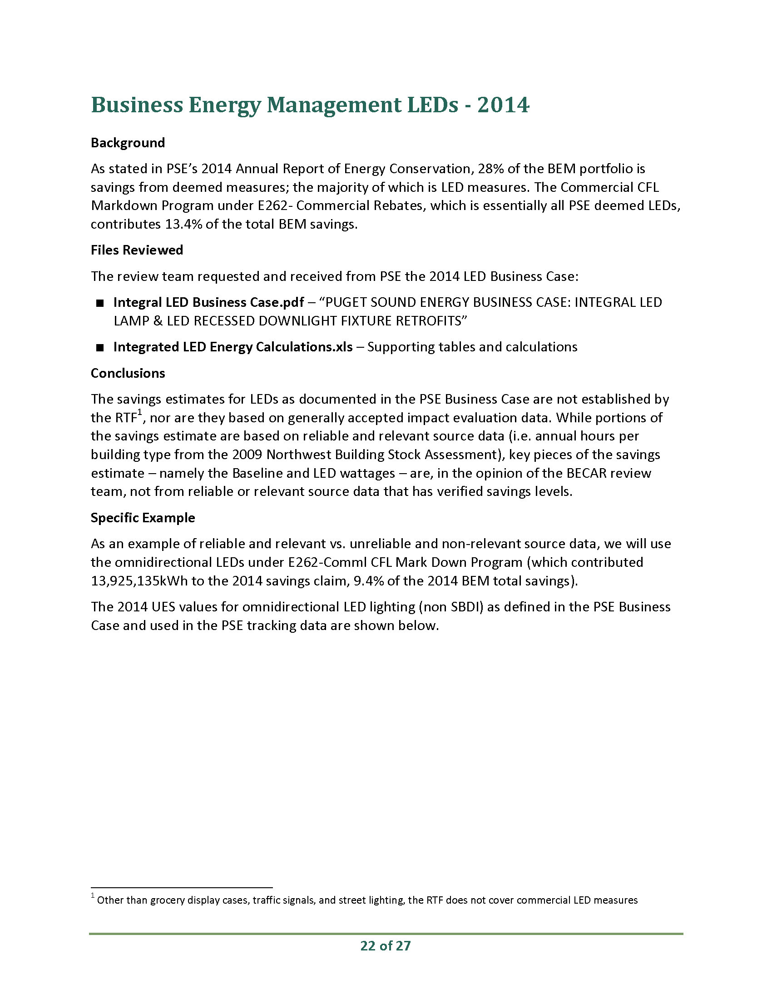 Business Energy Management LEDs - 2014
Background
As stated in PSE’s 2014 Annual Report of Energy Conservation, 28% of the BEM portfolio is
savings from deemed measures; the majority of which is LED measures. The Commercial CFL
Markdown Program under E262- Commercial Rebates, which is essentially all PSE deemed LEDs,
contributes 13.4% of the total BEM savings.
Files Reviewed
The review team requested and received from PSE the 2014 LED Business Case:
■ Integral LED Business Case.pdf – “PUGET SOUND ENERGY BUSINESS CASE: INTEGRAL LED
LAMP & LED RECESSED DOWNLIGHT FIXTURE RETROFITS”
■ Integrated LED Energy Calculations.xls – Supporting tables and calculations
Conclusions
The savings estimates for LEDs as documented in the PSE Business Case are not established by
the RTF1, nor are they based on generally accepted impact evaluation data. While portions of
the savings estimate are based on reliable and relevant source data (i.e. annual hours per
building type from the 2009 Northwest Building Stock Assessment), key pieces of the savings
estimate – namely the Baseline and LED wattages – are, in the opinion of the BECAR review
team, not from reliable or relevant source data that has verified savings levels.
Specific Example
As an example of reliable and relevant vs. unreliable and non-relevant source data, we will use
the omnidirectional LEDs under E262-Comml CFL Mark Down Program (which contributed
13,925,135kWh to the 2014 savings claim, 9.4% of the 2014 BEM total savings).
The 2014 UES values for omnidirectional LED lighting (non SBDI) as defined in the PSE Business
Case and used in the PSE tracking data are shown below.
1 Other than grocery display cases, traffic signals, and street lighting, the RTF does not cover commercial LED measures
22 of 27